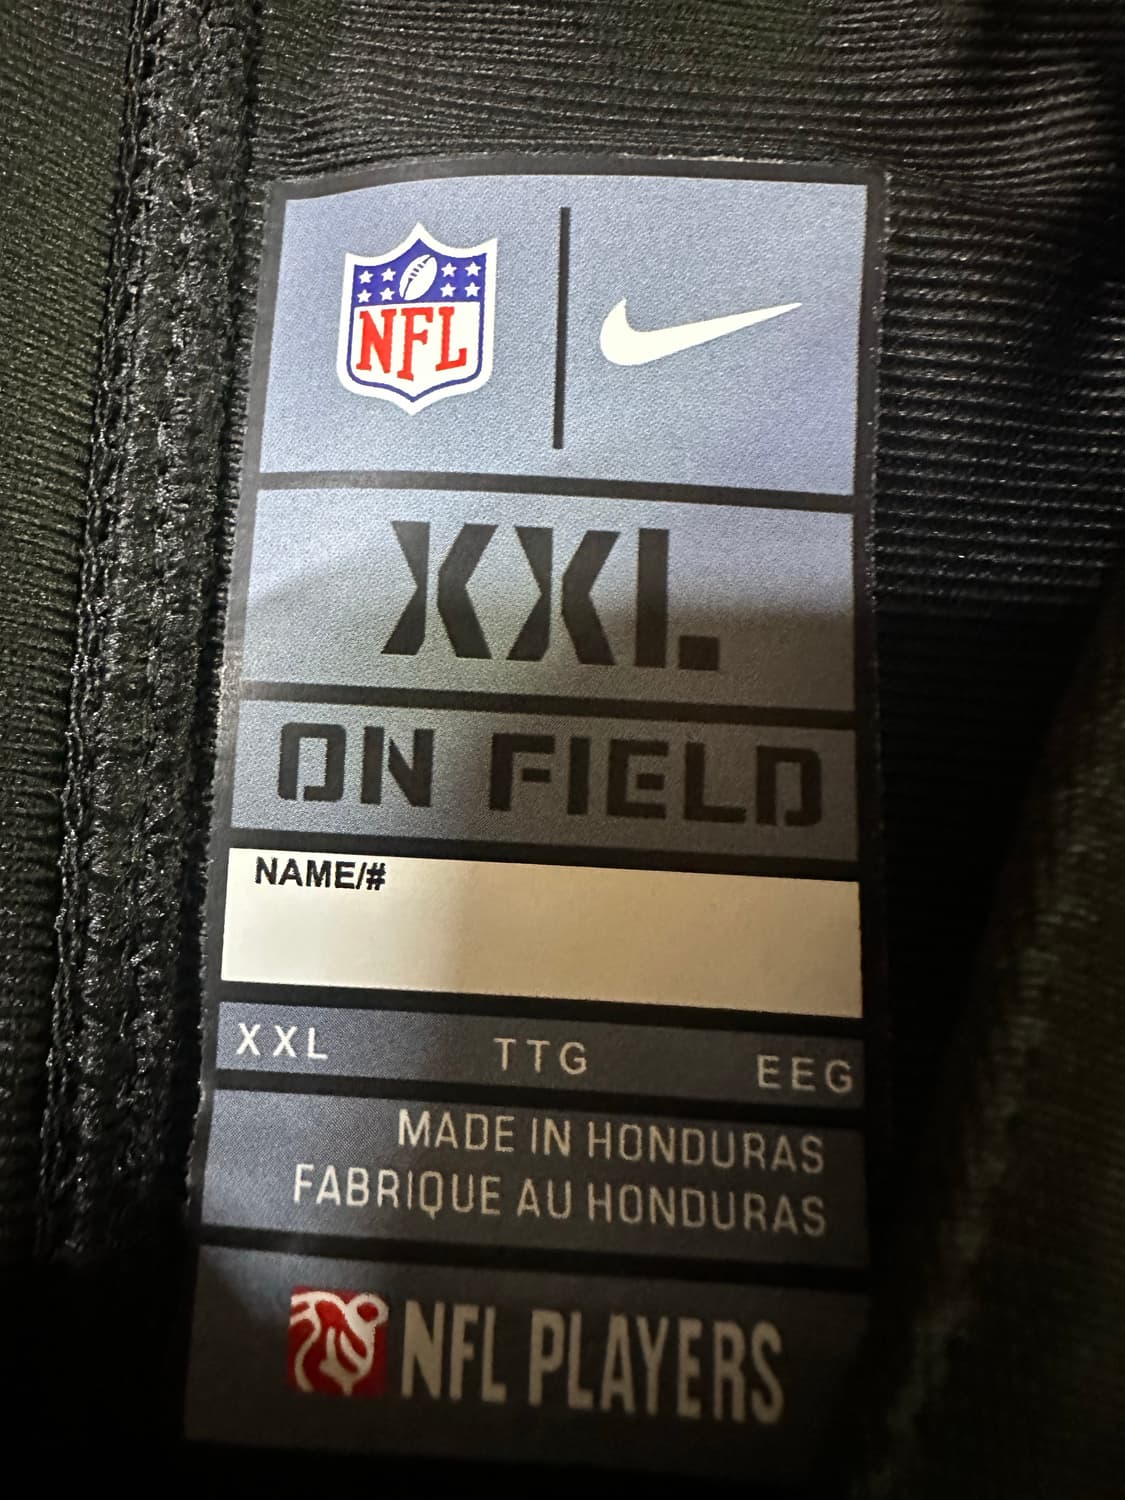 NFL
XXL
ON FIELD
NAME/#
XXL TTG EEG
MADE IN HONDURAS
FABRIQUE AU HONDURAS
NFL PLAYERS